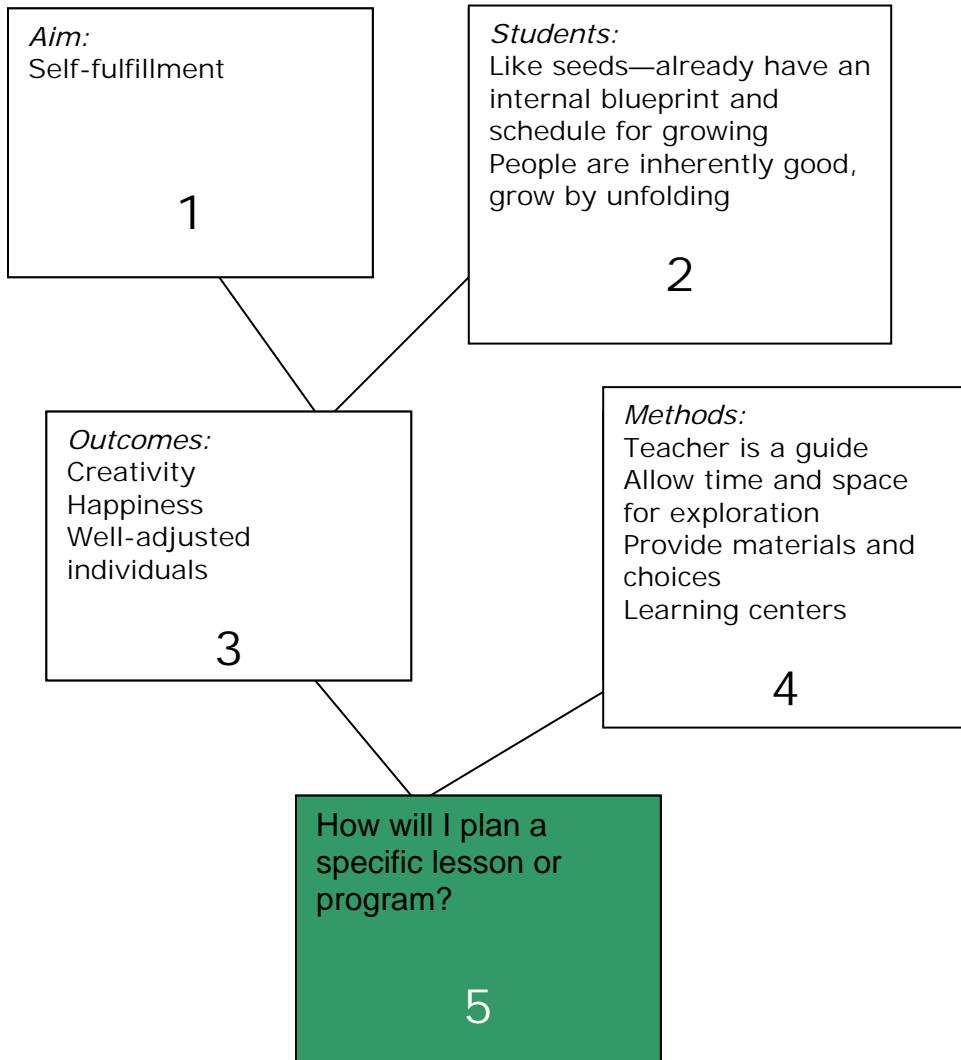 Aim:
Self-fulfillment
1
Students:
Like seeds—already have an
internal blueprint and
schedule for growing
People are inherently good,
grow by unfolding
2
Outcomes:
Creativity
Happiness
Well-adjusted
individuals
3
Methods:
Teacher is a guide
Allow time and space
for exploration
Provide materials and
choices
Learning centers
4
How will I plan a
specific lesson or
program?
5